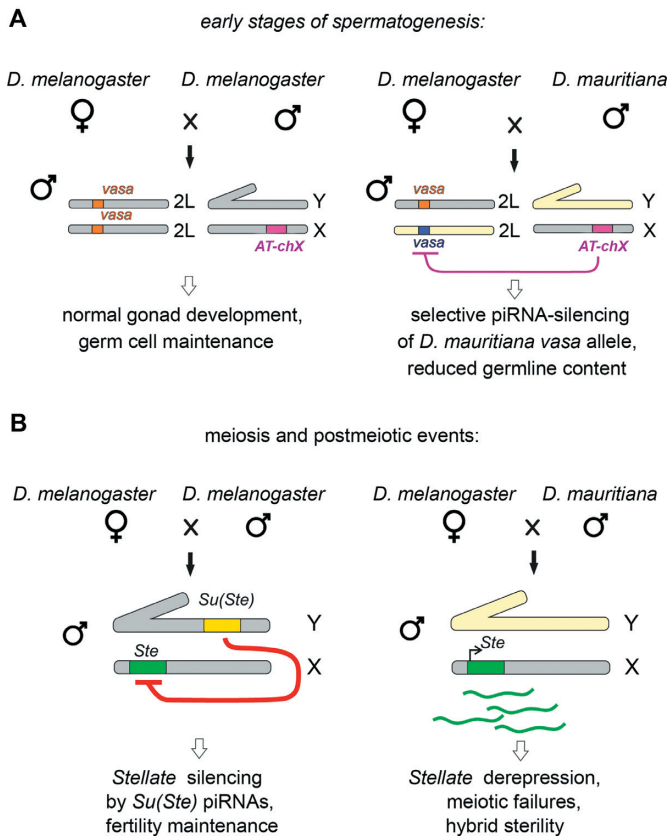 A
early stages of spermatogenesis:
D. melanogaster D. melanogaster
♀ X ♂
♂ vasa 2L Y
vasa 2L X
AT-chX
normal gonad development,
germ cell maintenance
D. melanogaster D. mauritiana
♀ X ♂
♂ vasa 2L Y
vasa 2L X
AT-chX
selective piRNA-silencing
of D. mauritiana vasa allele,
reduced germline content
B
meiosis and postmeiotic events:
D. melanogaster D. melanogaster
♀ X ♂
Su(Ste)
♂ Y
Ste
X
Stellate silencing
by Su(Ste) piRNAs,
fertility maintenance
D. melanogaster D. mauritiana
♀ X ♂
♂ Y
Ste
X
Stellate derepression,
meiotic failures,
hybrid sterility